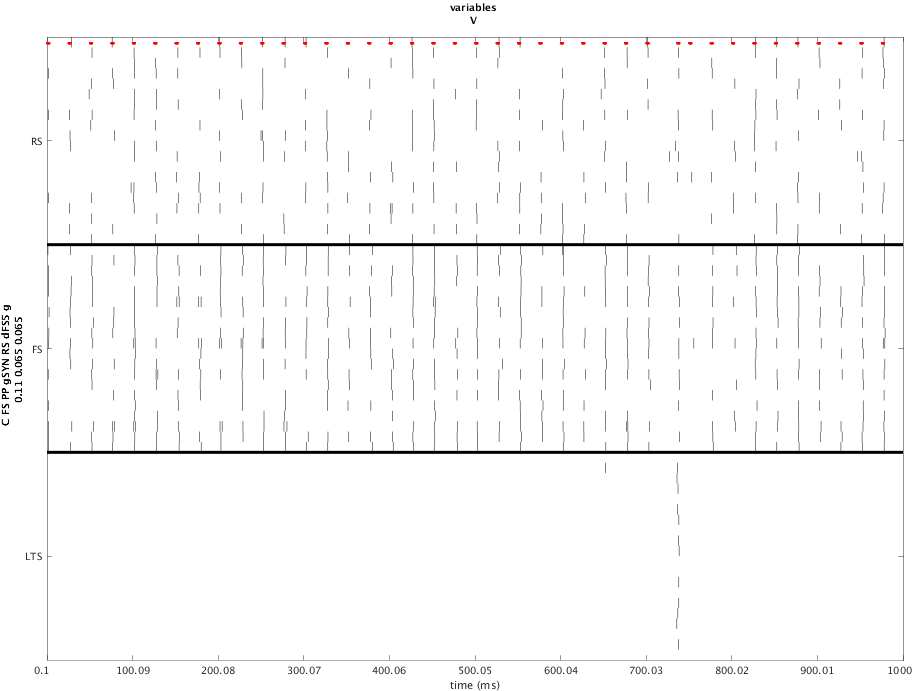 variables
V
RS
FS
LTS
C FS PP gSYN RS dFSS g
0.11 0.065 0.065
0.1 100.09 200.08 300.07 400.06 500.05 600.04 700.03 800.02 900.01 1000
time (ms)